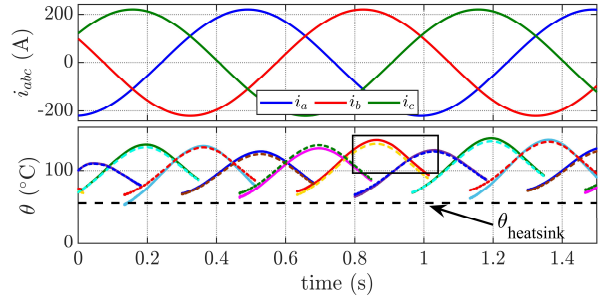 i_abc (A)
200
0
-200
i_a i_b i_c
θ (°C)
100
0
θ_heatsink
0 0.2 0.4 0.6 0.8 1 1.2 1.4
time (s)